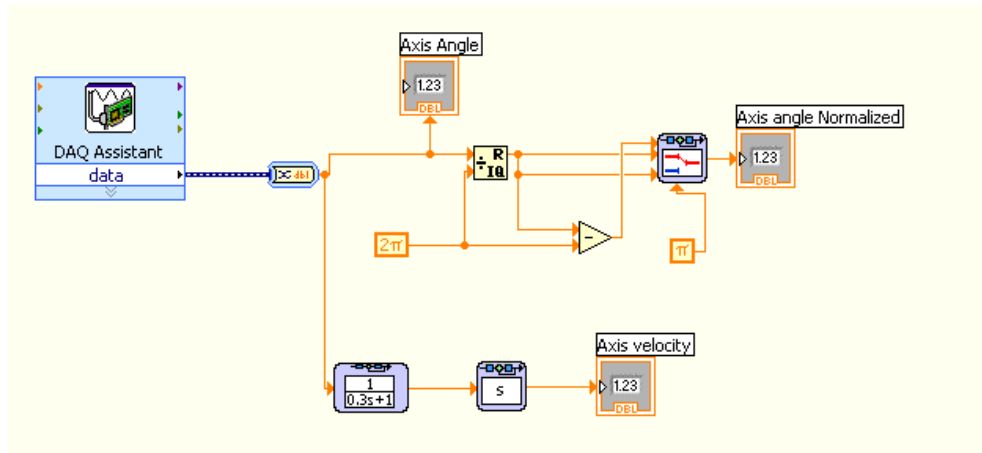 Axis Angle
1.23
DBL
DAQ Assistant
data
dbl
÷ R
IQ
Axis angle Normalized
1.23
DBL
2π
-
π
Axis velocity
1
0.3s+1
s
1.23
DBL